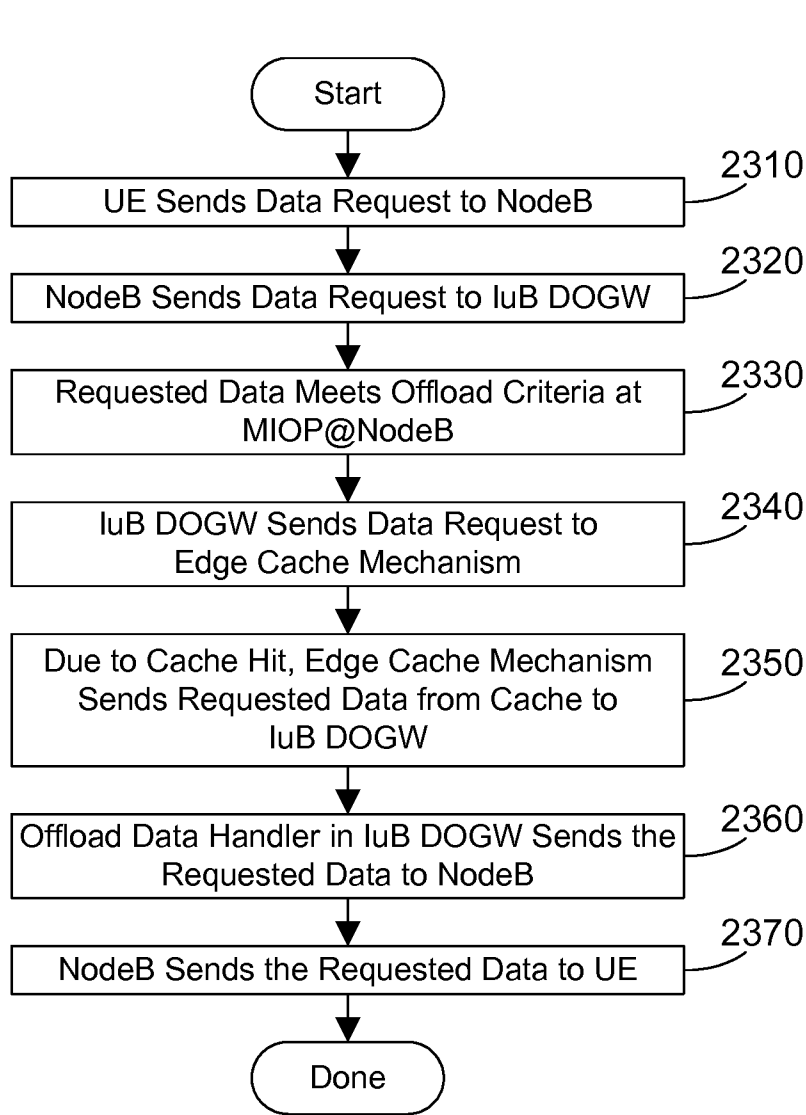 Start
2310
UE Sends Data Request to NodeB
2320
NodeB Sends Data Request to IuB DOGW
2330
Requested Data Meets Offload Criteria at
MIOP@NodeB
2340
IuB DOGW Sends Data Request to
Edge Cache Mechanism
2350
Due to Cache Hit, Edge Cache Mechanism
Sends Requested Data from Cache to
IuB DOGW
2360
Offload Data Handler in IuB DOGW Sends the
Requested Data to NodeB
2370
NodeB Sends the Requested Data to UE
Done